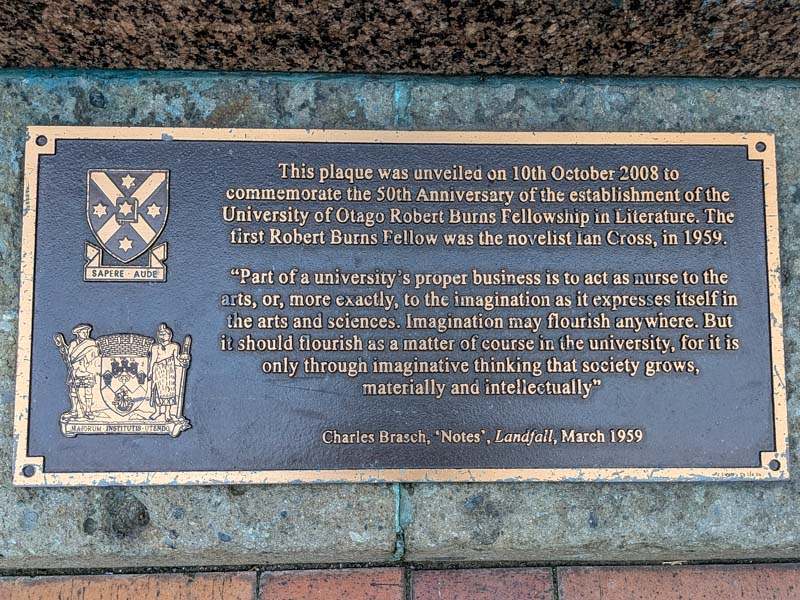 This plaque was unveiled on 10th October 2008 to
commemorate the 50th Anniversary of the establishment of the
University of Otago Robert Burns Fellowship in Literature. The
first Robert Burns Fellow was the novelist Ian Cross, in 1959.
SAPERE · AUDE
“Part of a university’s proper business is to act as nurse to the
arts, or, more exactly, to the imagination as it expresses itself in
the arts and sciences. Imagination may flourish anywhere. But
it should flourish as a matter of course in the university, for it is
only through imaginative thinking that society grows,
materially and intellectually”
MAIORUM·INSTITUTIS·UTENDO
Charles Brasch, ‘Notes’, Landfall, March 1959